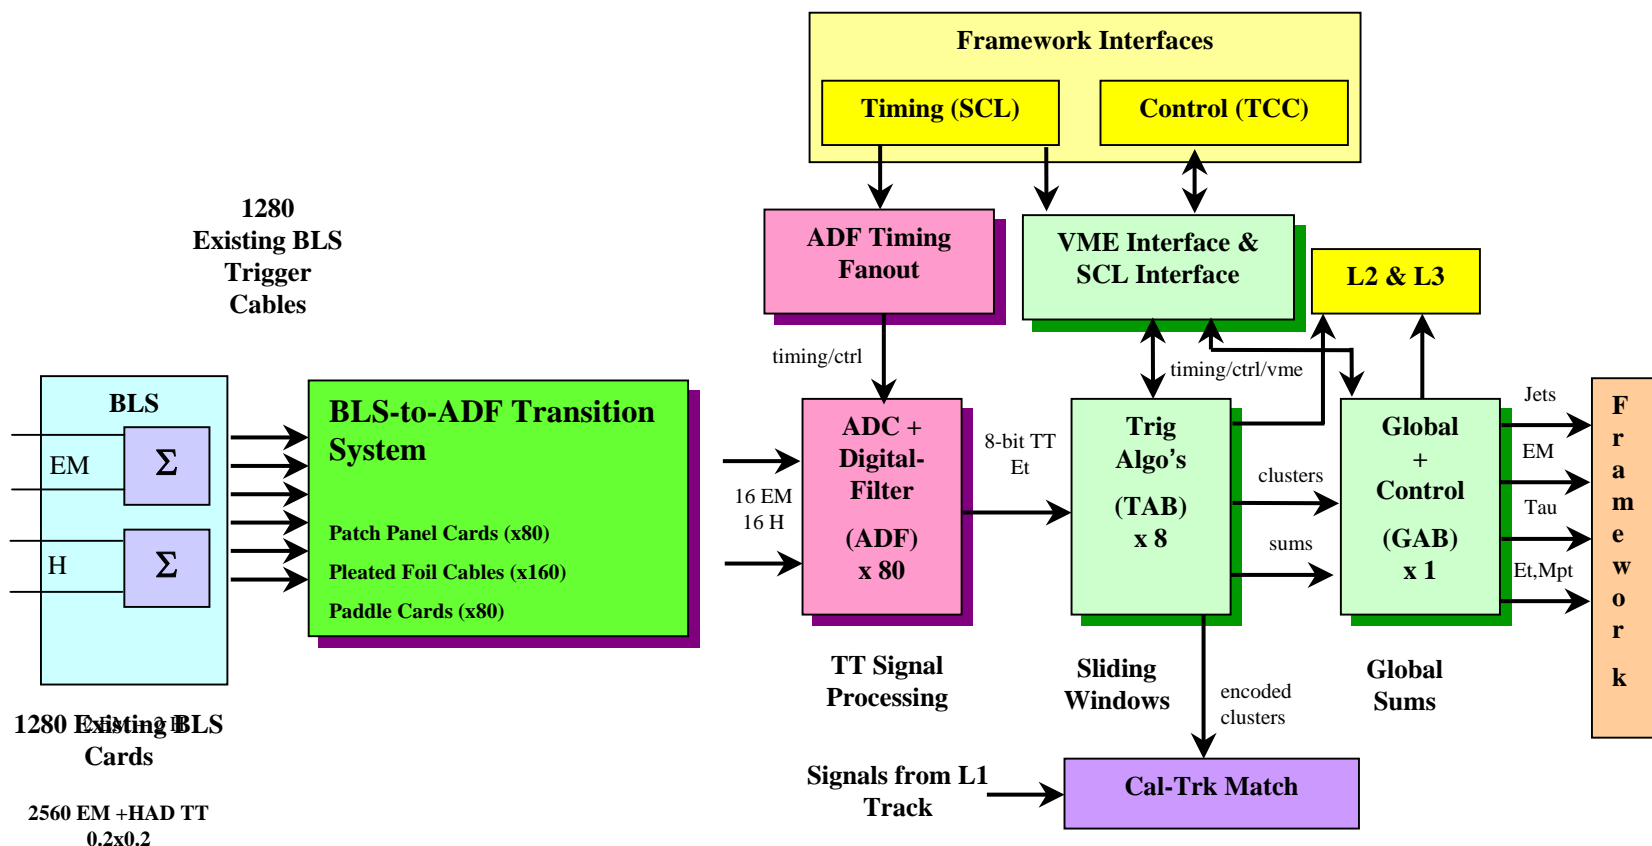 Framework Interfaces
Timing (SCL)
Control (TCC)
1280
Existing BLS
Trigger
Cables
ADF Timing
Fanout
VME Interface &
SCL Interface
L2 & L3
timing/ctrl
timing/ctrl/vme
BLS
EM
Σ
H
Σ
BLS-to-ADF Transition
System
Patch Panel Cards (x80)
Pleated Foil Cables (x160)
Paddle Cards (x80)
16 EM
16 H
ADC +
Digital-
Filter
(ADF)
x 80
8-bit TT
Et
Trig
Algo's
(TAB)
x 8
clusters
sums
Global
+
Control
(GAB)
x 1
Jets
EM
Tau
Et,Mpt
F
r
a
m
e
w
o
r
k
TT Signal
Processing
Sliding
Windows
encoded
clusters
Global
Sums
1280 Existing BLS
Cards
2560 EM +HAD TT
0.2x0.2
Signals from L1
Track
Cal-Trk Match